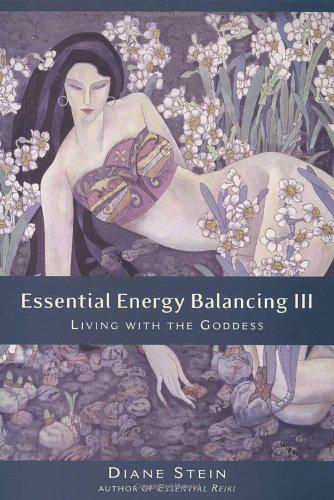 Essential Energy Balancing III
LIVING WITH THE GODDESS
DIANE STEIN
AUTHOR OF ESSENTIAL REIKI